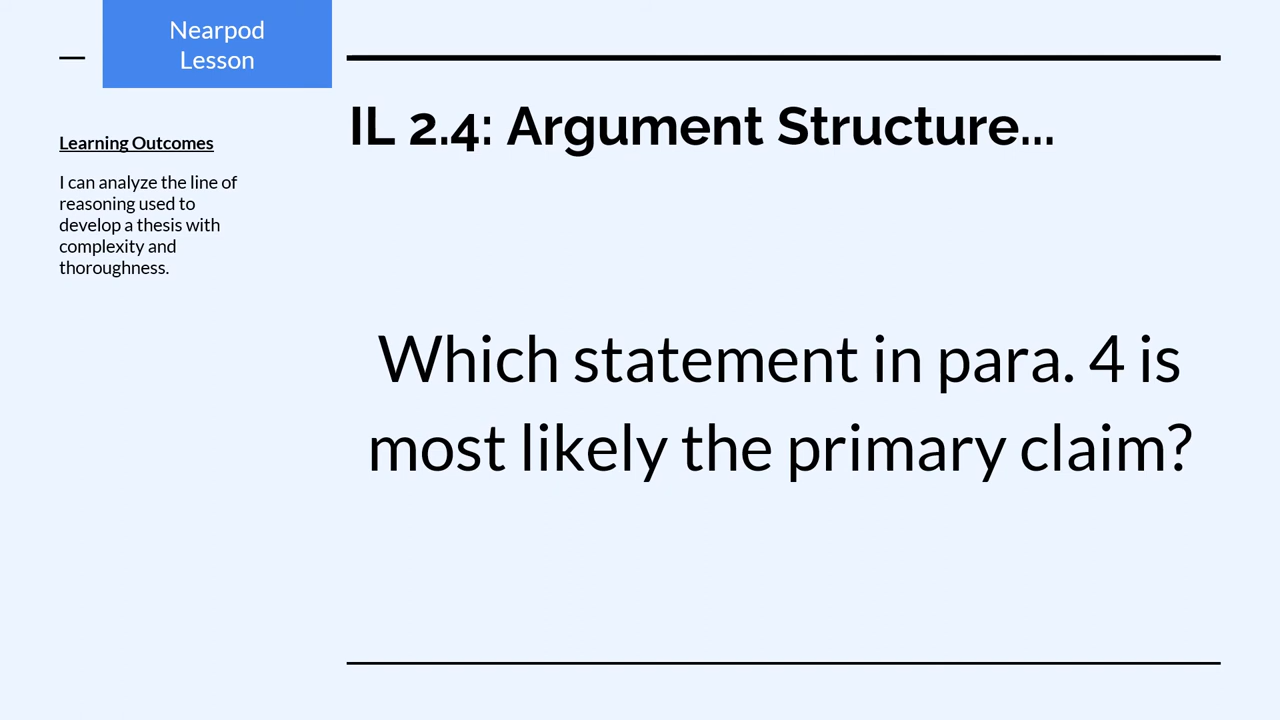 Nearpod
Lesson
IL 2.4: Argument Structure...
Learning Outcomes
I can analyze the line of
reasoning used to
develop a thesis with
complexity and
thoroughness.
Which statement in para. 4 is
most likely the primary claim?